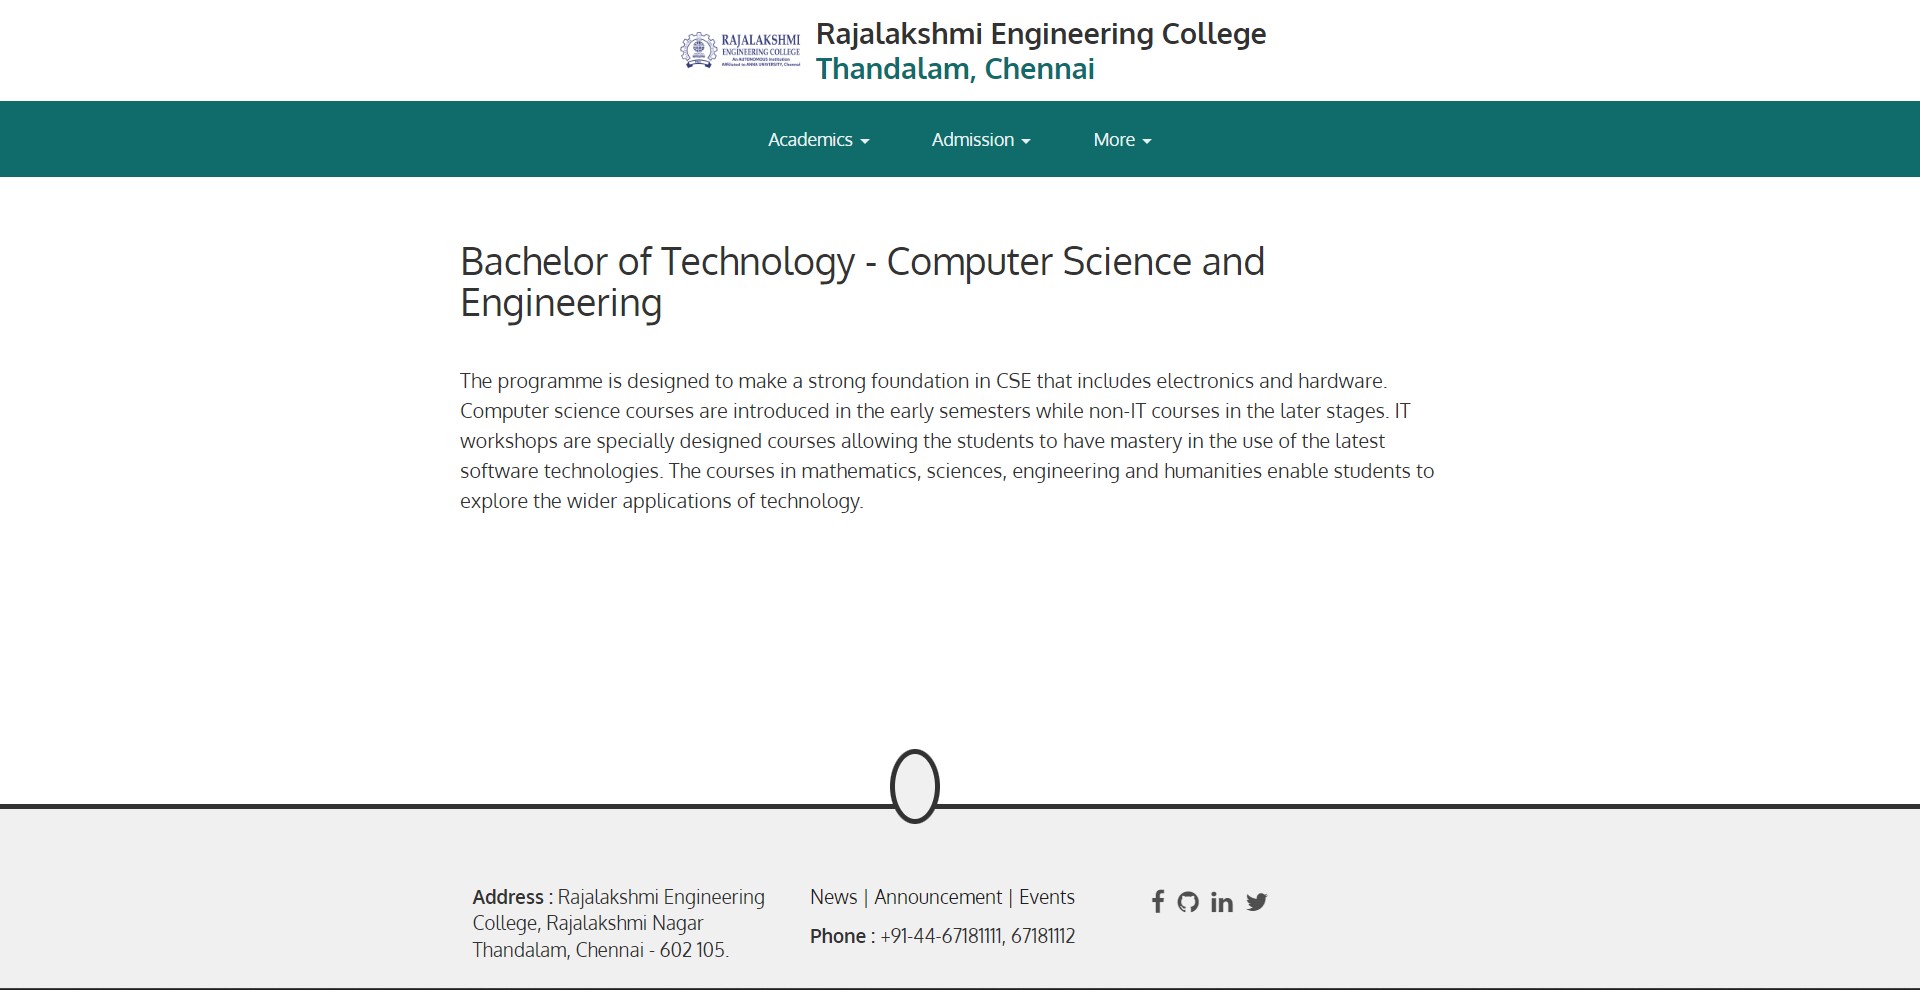 RAJALAKSHMI
ENGINEERING COLLEGE
An AUTONOMOUS Institution
Affiliated to ANNA UNIVERSITY, Chennai
Rajalakshmi Engineering College
Thandalam, Chennai
Academics
Admission
More
Bachelor of Technology - Computer Science and
Engineering
The programme is designed to make a strong foundation in CSE that includes electronics and hardware.
Computer science courses are introduced in the early semesters while non-IT courses in the later stages. IT
workshops are specially designed courses allowing the students to have mastery in the use of the latest
software technologies. The courses in mathematics, sciences, engineering and humanities enable students to
explore the wider applications of technology.
Address : Rajalakshmi Engineering
College, Rajalakshmi Nagar
Thandalam, Chennai - 602 105.
News | Announcement | Events
Phone : +91-44-67181111, 67181112